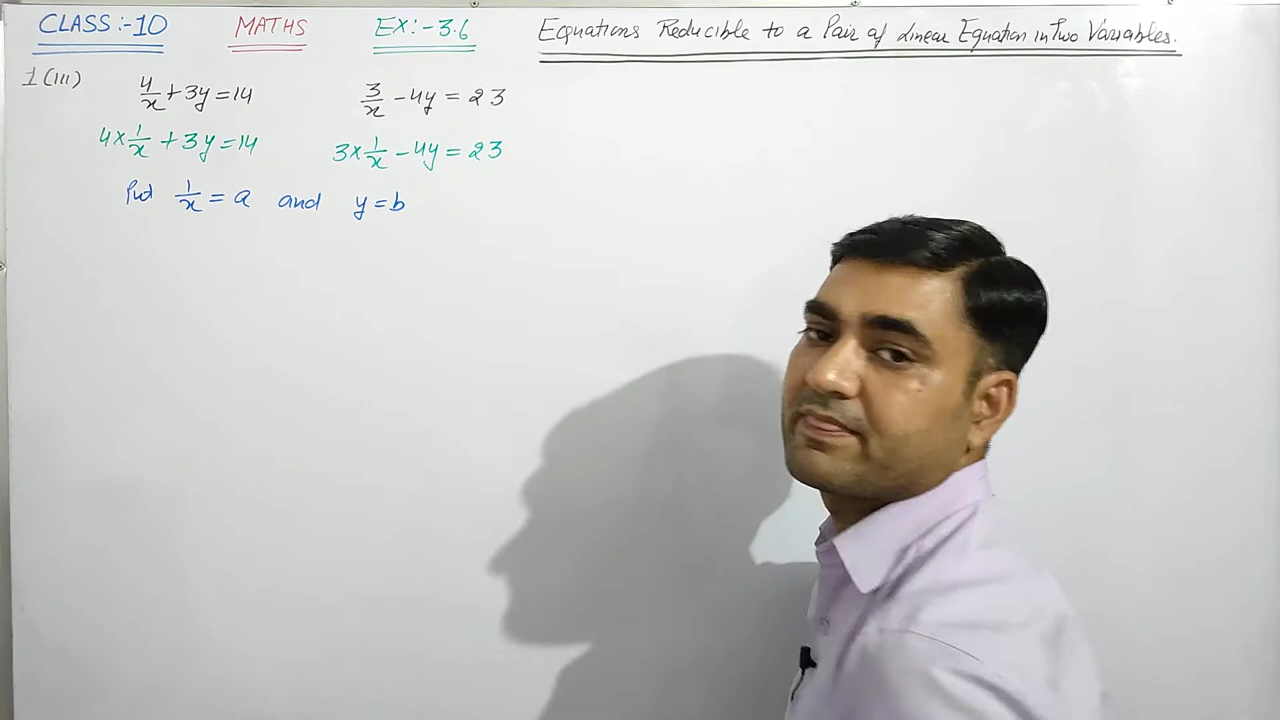 CLASS:-10 MATHS EX:-3.6 Equations Reducible to a Pair of Linear Equation in Two Variables.
1(III) 4/x + 3y = 14 3/x - 4y = 23
4 × 1/x + 3y = 14 3 × 1/x - 4y = 23
Put 1/x = a and y = b